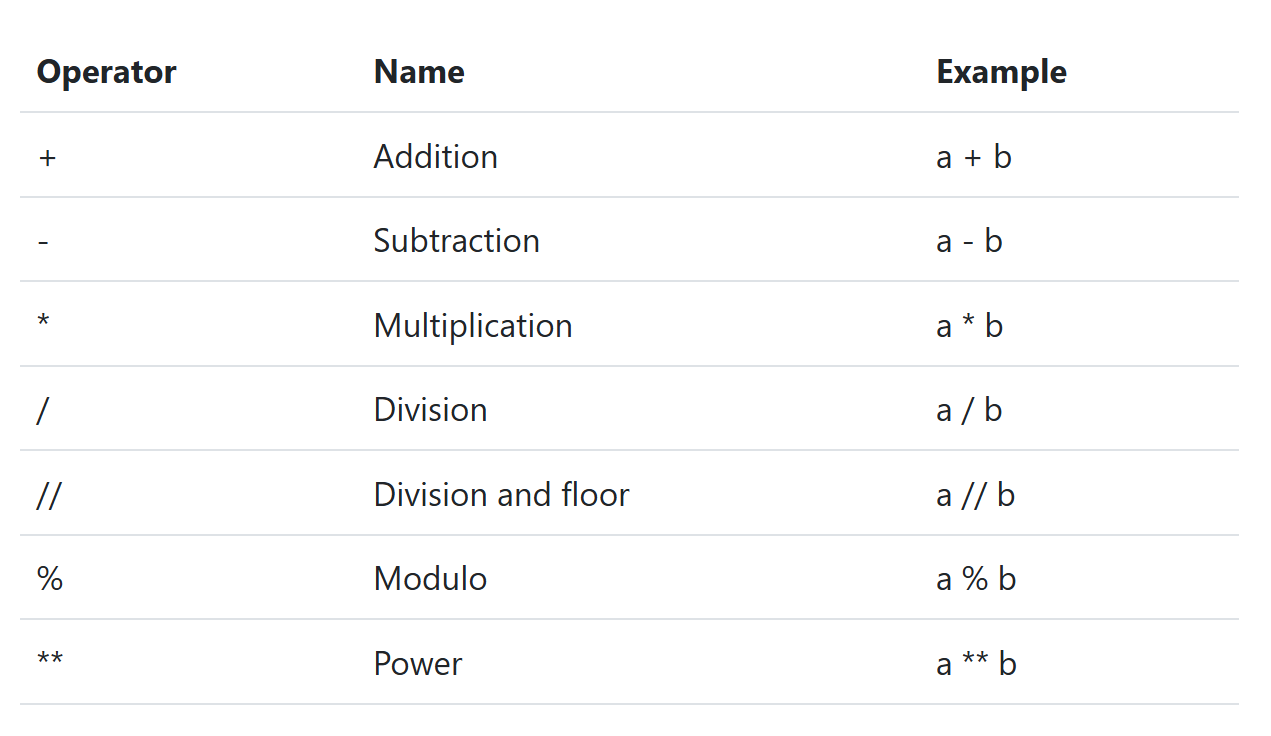 Operator Name Example
+ Addition a + b
- Subtraction a - b
* Multiplication a * b
/ Division a / b
// Division and floor a // b
% Modulo a % b
** Power a ** b